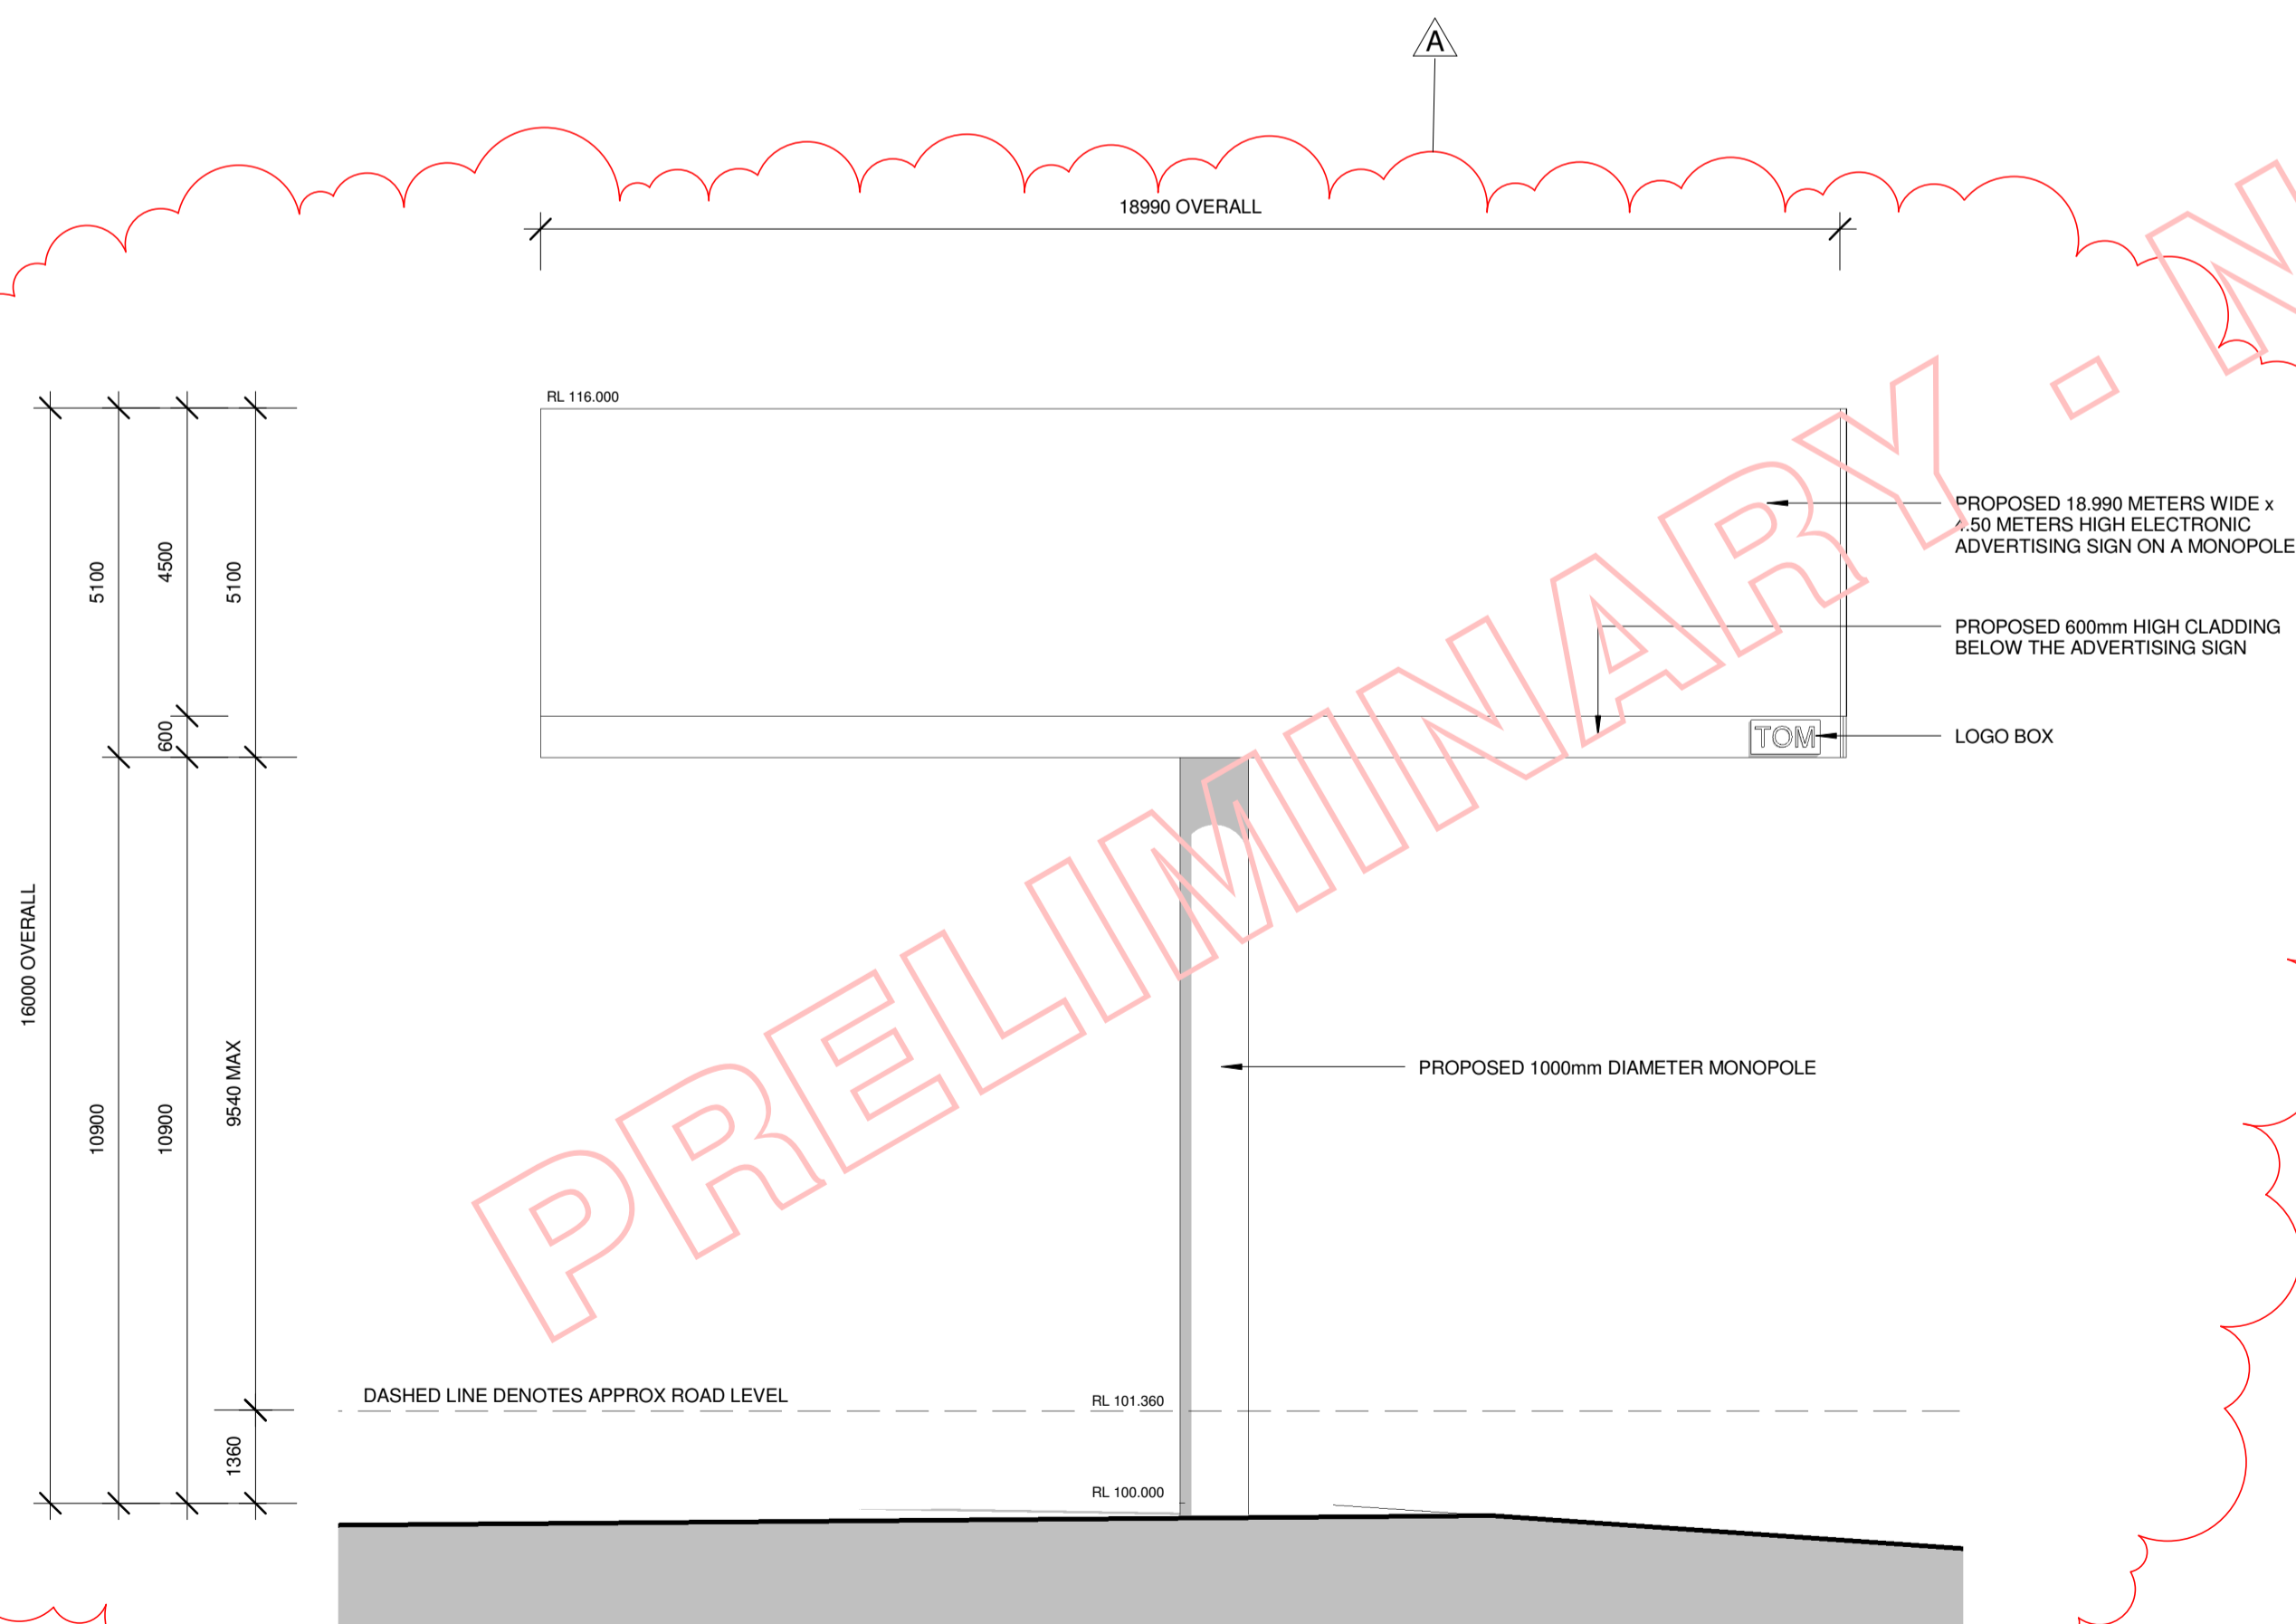 A
18990 OVERALL
RL 116.000
PROPOSED 18.990 METERS WIDE x
4.50 METERS HIGH ELECTRONIC
ADVERTISING SIGN ON A MONOPOLE
5100
4500
5100
PROPOSED 600mm HIGH CLADDING
BELOW THE ADVERTISING SIGN
600
TOM
LOGO BOX
16000 OVERALL
10900
10900
9540 MAX
PROPOSED 1000mm DIAMETER MONOPOLE
PRELIMINARY . N
DASHED LINE DENOTES APPROX ROAD LEVEL
RL 101.360
1360
RL 100.000